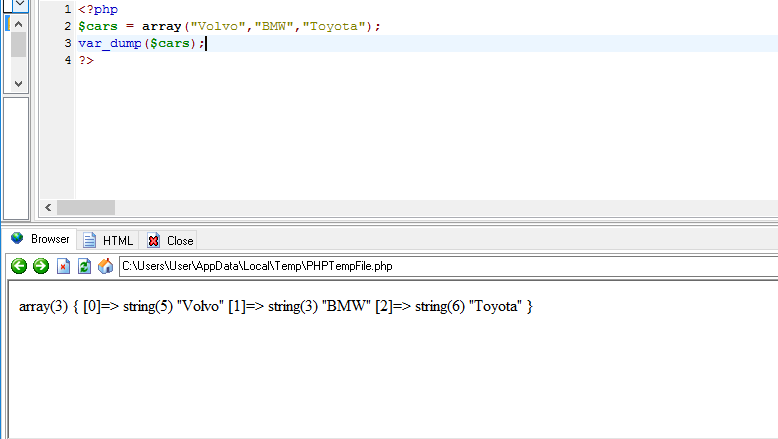 1 <?php
2 $cars = array("Volvo","BMW","Toyota");
3 var_dump($cars);
4 ?>
Browser HTML Close
C:\Users\User\AppData\Local\Temp\PHPTempFile.php
array(3) { [0]=> string(5) "Volvo" [1]=> string(3) "BMW" [2]=> string(6) "Toyota" }